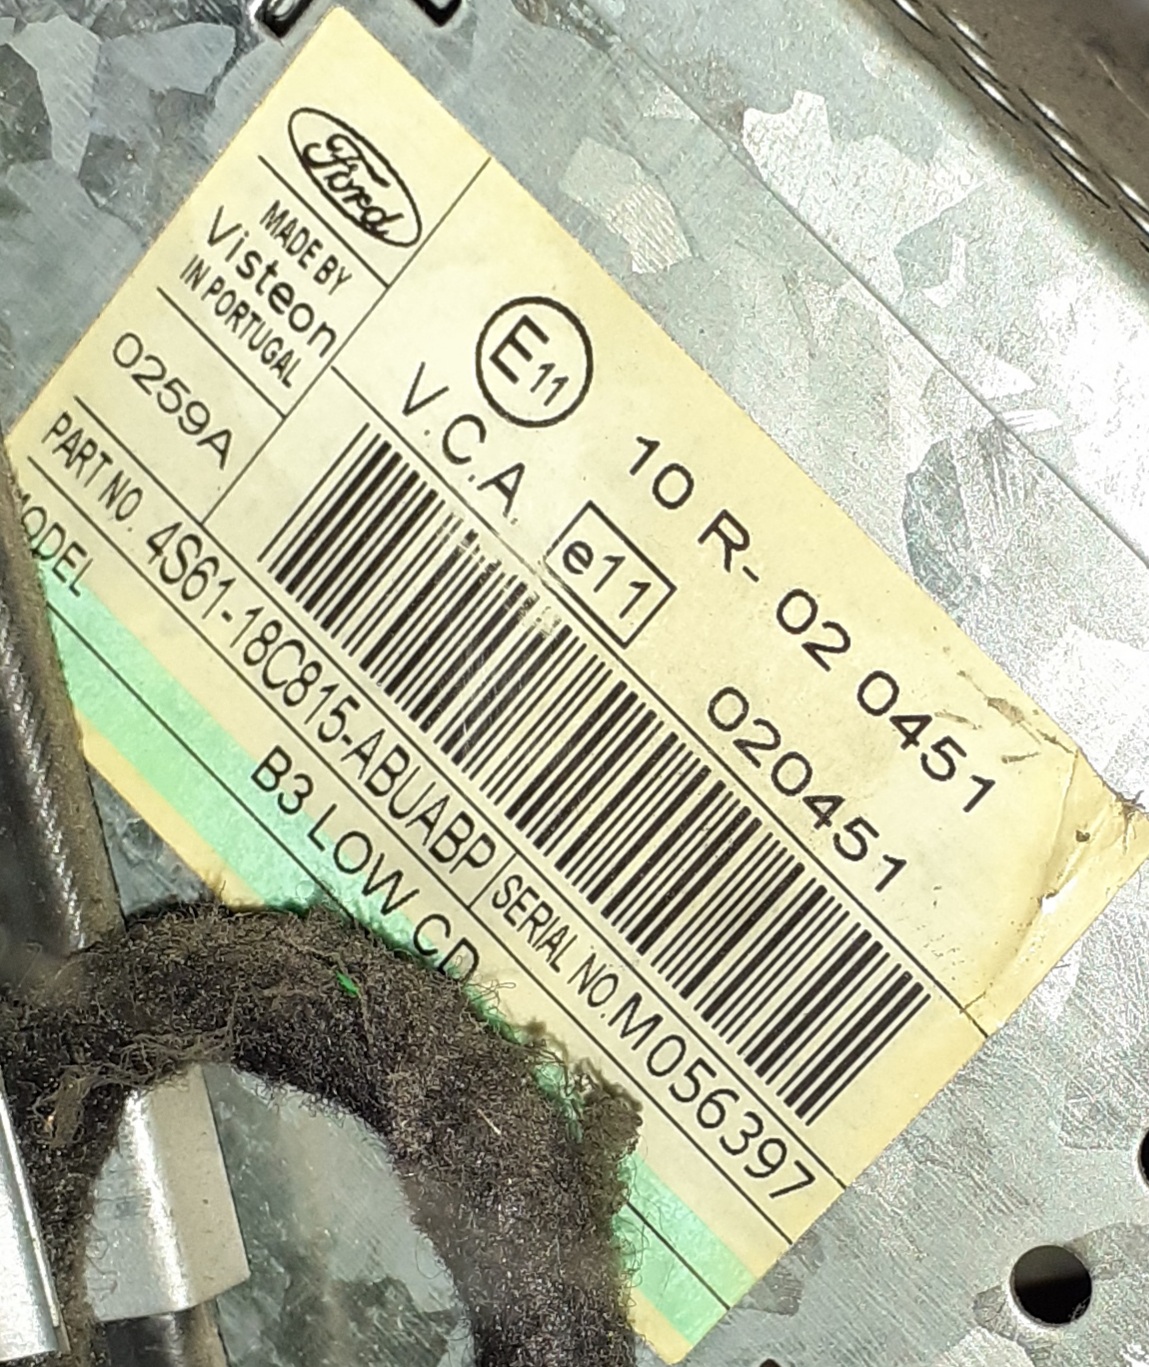 Ford
MADE BY
Visteon
IN PORTUGAL
0259A
E11
10 R- 02 0451
V.C.A.
e11
020451
PART NO. 4S61-18C815-ABUABP
SERIAL NO. M056397
MODEL
B3 LOW CD